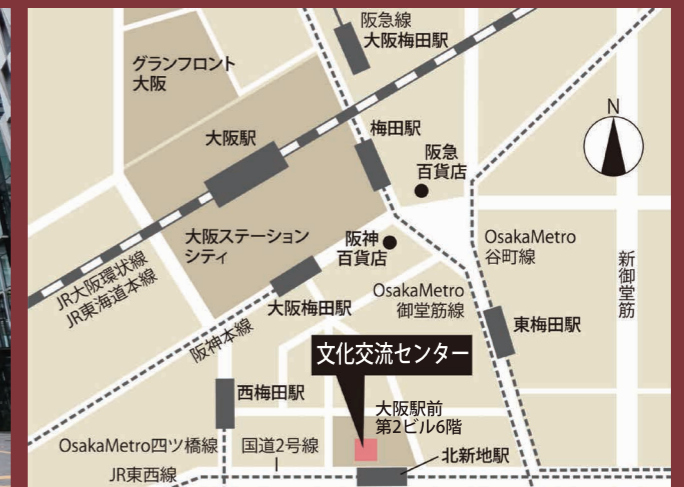 阪急線
大阪梅田駅
グランフロント
大阪
N
大阪駅
梅田駅
阪急
百貨店
大阪ステーション
シティ
阪神
百貨店
OsakaMetro
谷町線
新御堂筋
JR大阪環状線
JR東海道本線
大阪梅田駅
OsakaMetro
御堂筋線
東梅田駅
阪神本線
文化交流センター
西梅田駅
大阪駅前
第2ビル6階
OsakaMetro四ツ橋線
国道2号線
北新地駅
JR東西線